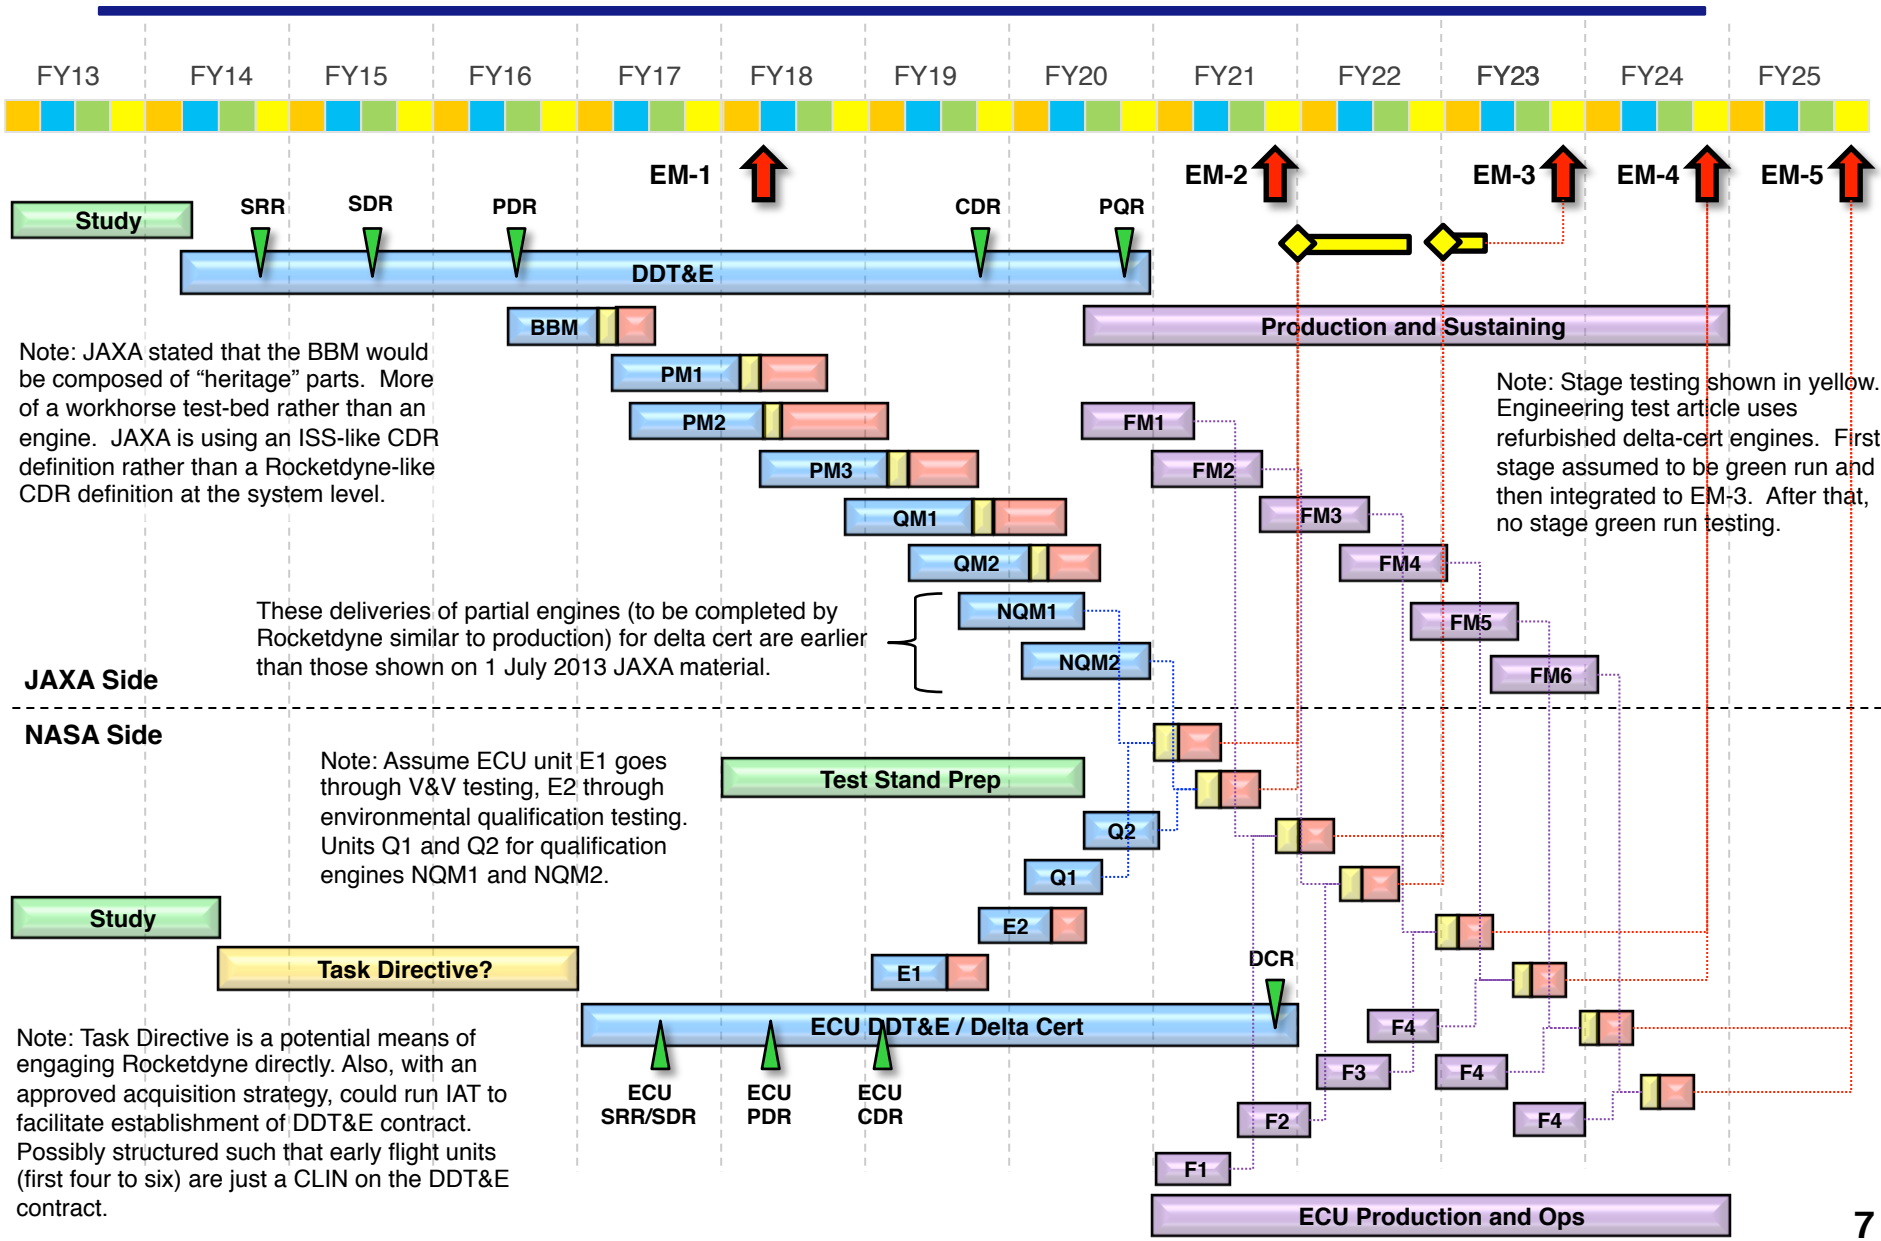 FY13 FY14 FY15 FY16 FY17 FY18 FY19 FY20 FY21 FY22 FY23 FY24 FY25
EM-1 EM-2 EM-3 EM-4 EM-5
Study SRR SDR PDR CDR PQR
DDT&E
BBM Production and Sustaining
Note: JAXA stated that the BBM would
be composed of “heritage” parts. More
of a workhorse test-bed rather than an
engine. JAXA is using an ISS-like CDR
definition rather than a Rocketdyne-like
CDR definition at the system level.
PM1
PM2
PM3
QM1
QM2
NQM1
NQM2
FM1
FM2
FM3
FM4
FM5
FM6
Note: Stage testing shown in yellow.
Engineering test article uses
refurbished delta-cert engines. First
stage assumed to be green run and
then integrated to EM-3. After that,
no stage green run testing.
These deliveries of partial engines (to be completed by
Rocketdyne similar to production) for delta cert are earlier
than those shown on 1 July 2013 JAXA material.
JAXA Side
NASA Side
Note: Assume ECU unit E1 goes
through V&V testing, E2 through
environmental qualification testing.
Units Q1 and Q2 for qualification
engines NQM1 and NQM2.
Test Stand Prep
Q2
Q1
Study
E2
Task Directive?
E1
DCR
ECU DDT&E / Delta Cert
ECU
SRR/SDR
ECU
PDR
ECU
CDR
Note: Task Directive is a potential means of
engaging Rocketdyne directly. Also, with an
approved acquisition strategy, could run IAT to
facilitate establishment of DDT&E contract.
Possibly structured such that early flight units
(first four to six) are just a CLIN on the DDT&E
contract.
F4
F3
F4
F2
F4
F1
ECU Production and Ops
7